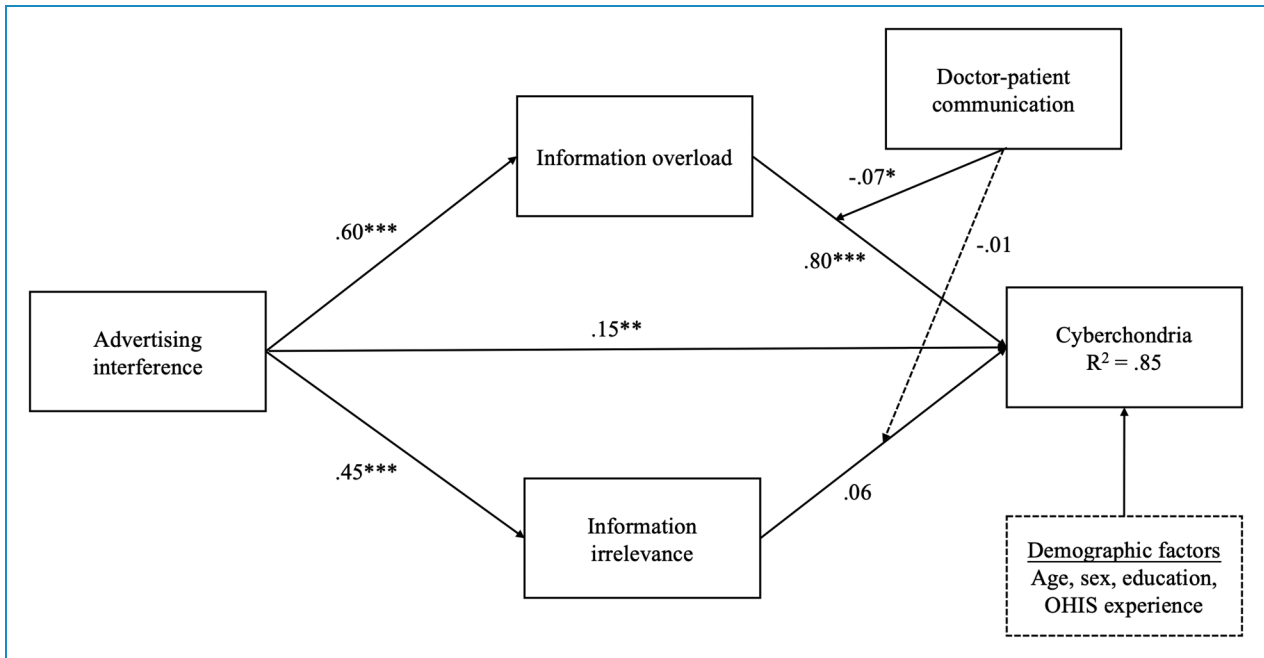 Doctor-patient
communication
Information overload
-.07*
.60***
.80***
-.01
Advertising
interference
.15**
Cyberchondria
R² = .85
.45***
.06
Information
irrelevance
Demographic factors
Age, sex, education,
OHIS experience